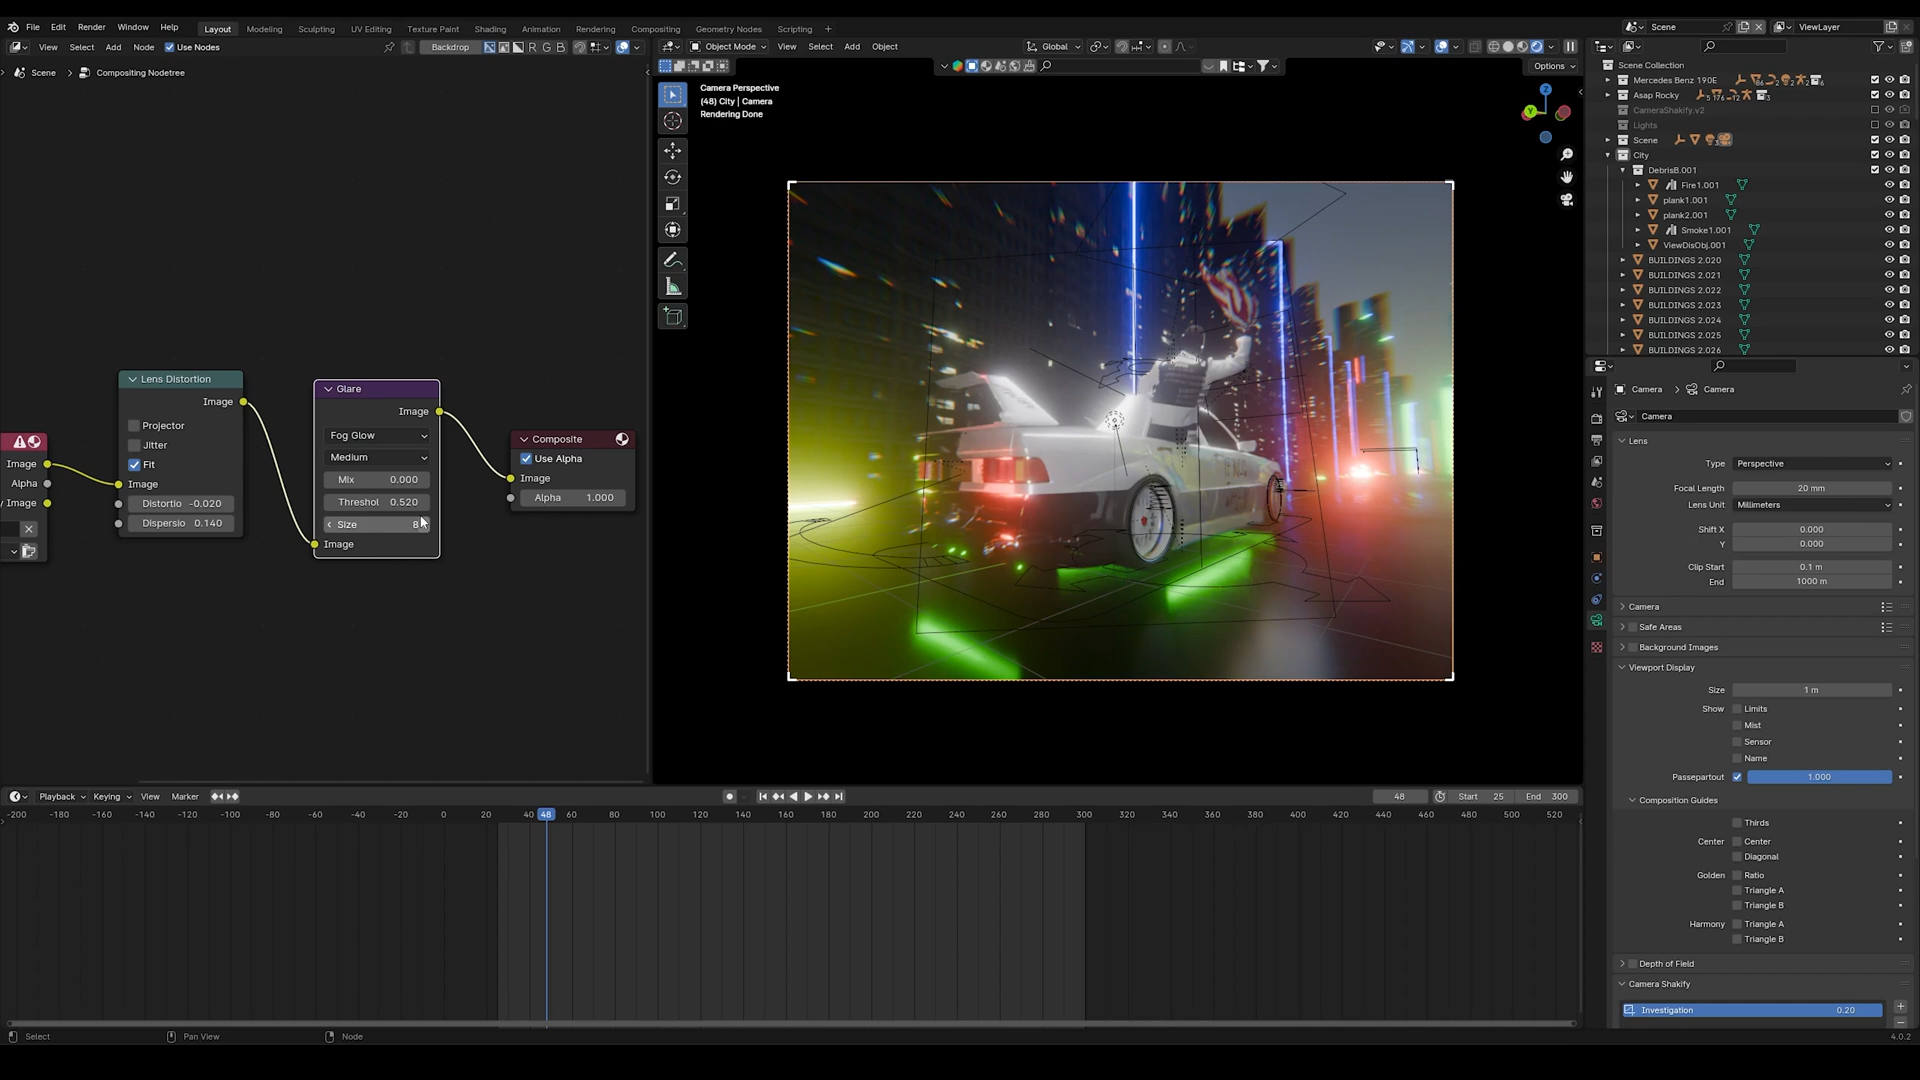 File Edit Render Window Help Layout Modeling Sculpting UV Editing Texture Paint Shading Animation Rendering Compositing Geometry Nodes Scripting + Scene ViewLayer
View Select Add Node Use Nodes Backdrop R G B Object Mode View Select Add Object Global
Options
Scene > Compositing Nodetree
Camera Perspective
(48) City | Camera
Rendering Done
Scene Collection
Mercedes Benz 190E
Asap Rocky
CameraShakify.v2
Lights
Scene
City
DebrisB.001
Fire1.001
plank1.001
plank2.001
Smoke1.001
ViewDisObj.001
BUILDINGS 2.020
BUILDINGS 2.021
BUILDINGS 2.022
BUILDINGS 2.023
BUILDINGS 2.024
BUILDINGS 2.025
BUILDINGS 2.026
Image
Alpha
y Image
Lens Distortion
Image
Projector
Jitter
Fit
Image
Distortio -0.020
Dispersio 0.140
Glare
Image
Fog Glow
Medium
Mix 0.000
Threshol 0.520
Size 8
Image
Composite
Use Alpha
Image
Alpha 1.000
Camera > Camera
Camera
Lens
Type Perspective
Focal Length 20 mm
Lens Unit Millimeters
Shift X 0.000
Y 0.000
Clip Start 0.1 m
End 1000 m
Camera
Safe Areas
Background Images
Viewport Display
Size 1 m
Show Limits
Mist
Sensor
Name
Passepartout 1.000
Composition Guides
Thirds
Center Center
Diagonal
Golden Ratio
Triangle A
Triangle B
Harmony Triangle A
Triangle B
Depth of Field
Camera Shakify
Investigation 0.20
Playback Keying View Marker 48 Start 25 End 300
-200 -180 -160 -140 -120 -100 -80 -60 -40 -20 0 20 40 48 60 80 100 120 140 160 180 200 220 240 260 280 300 320 340 360 380 400 420 440 460 480 500 520
Select Pan View Node 4.0.2